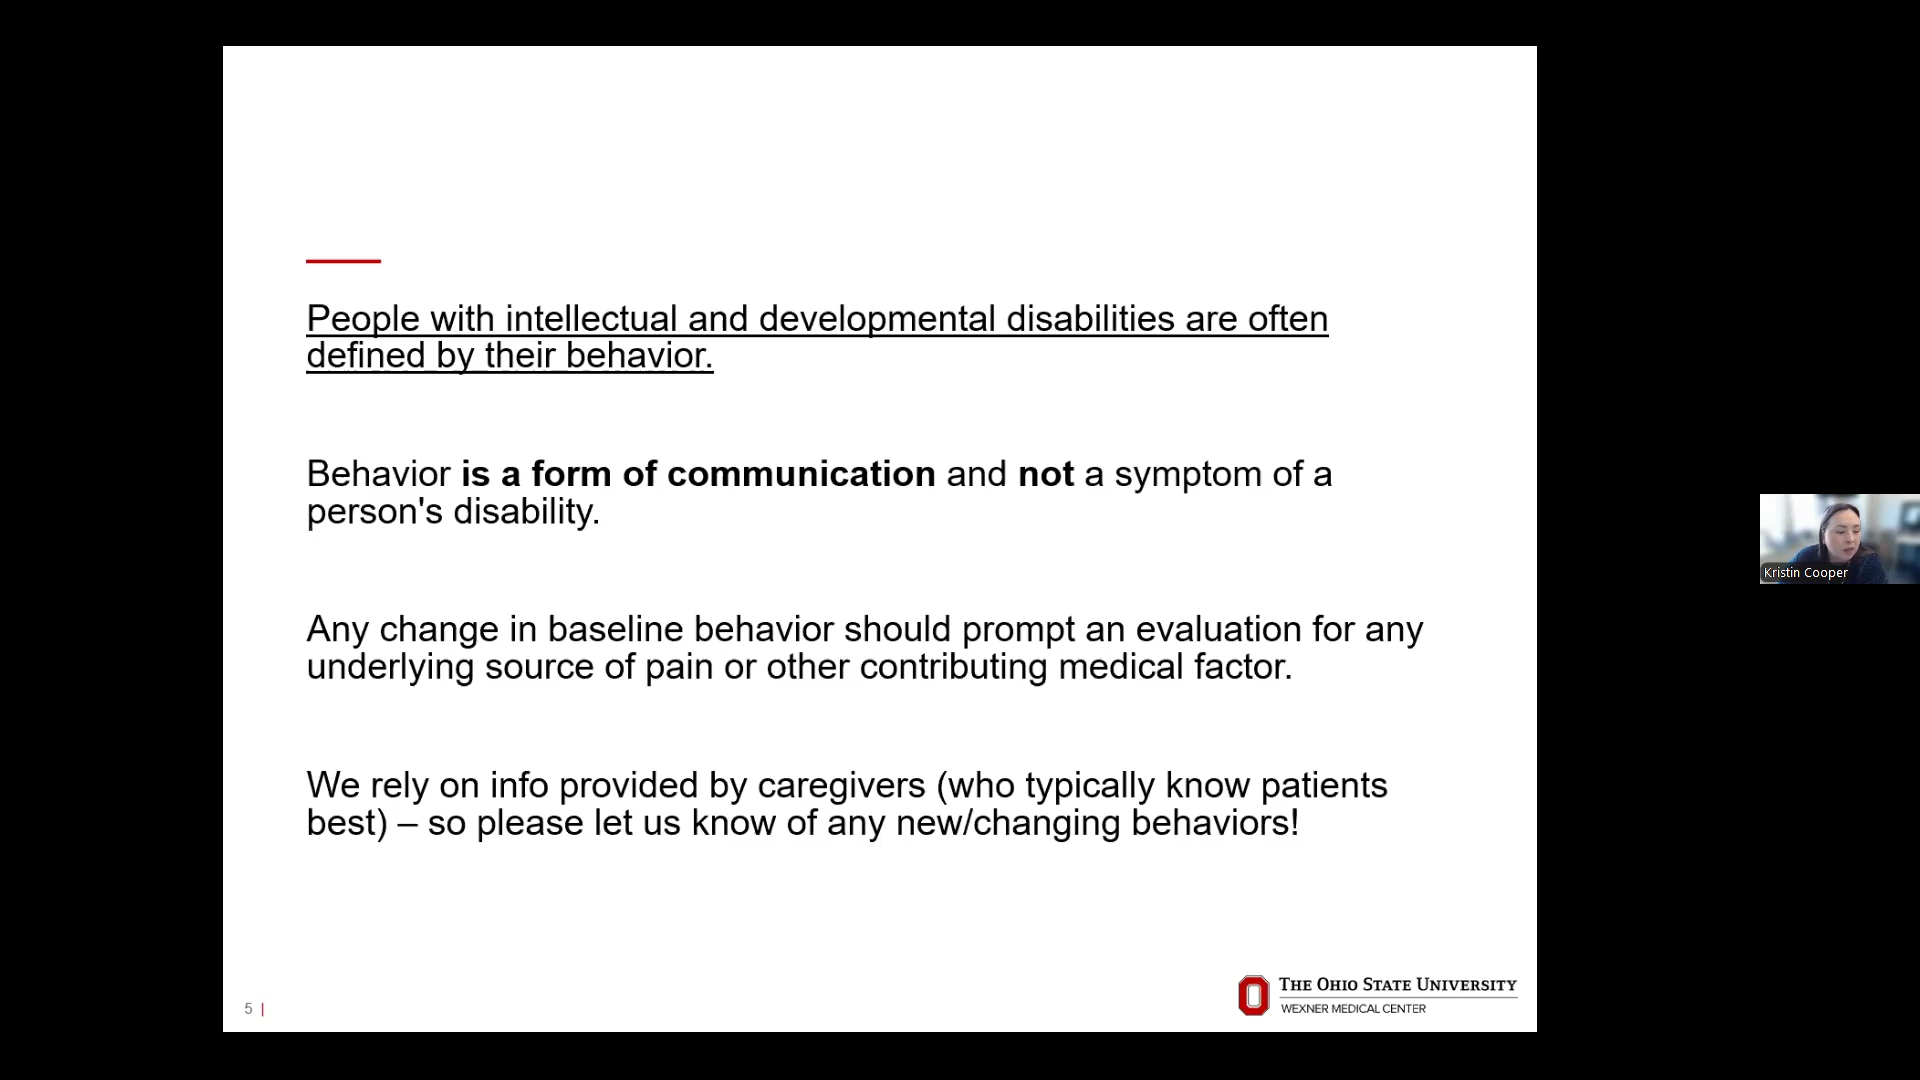 People with intellectual and developmental disabilities are often
defined by their behavior.
Behavior is a form of communication and not a symptom of a
person's disability.
Any change in baseline behavior should prompt an evaluation for any
underlying source of pain or other contributing medical factor.
We rely on info provided by caregivers (who typically know patients
best) – so please let us know of any new/changing behaviors!
5 |
THE OHIO STATE UNIVERSITY
WEXNER MEDICAL CENTER
Kristin Cooper